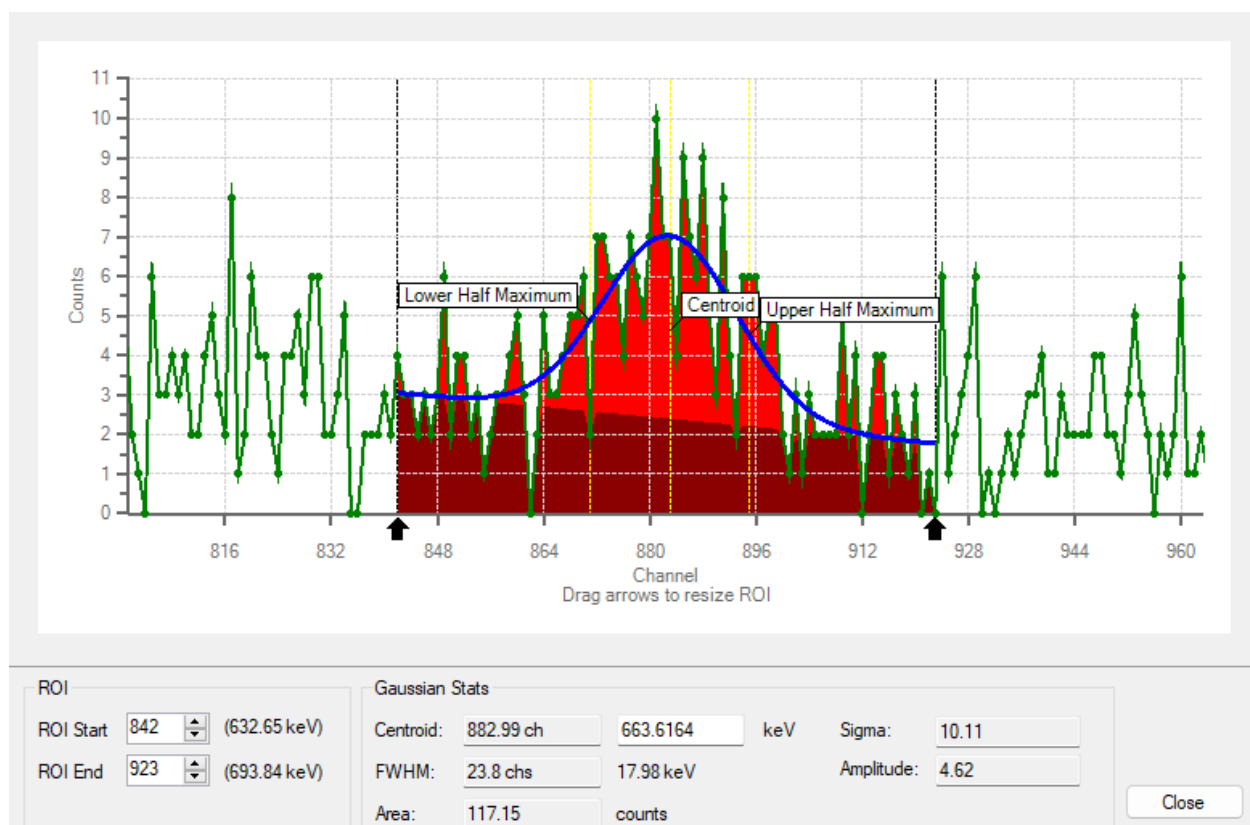 11
10
9
8
7
6
5
4
3
2
1
0
Counts
Lower Half Maximum
Centroid
Upper Half Maximum
816 832 848 864 880 896 912 928 944 960
Channel
Drag arrows to resize ROI
ROI
ROI Start 842 (632.65 keV)
ROI End 923 (693.84 keV)
Gaussian Stats
Centroid: 882.99 ch 663.6164 keV Sigma: 10.11
FWHM: 23.8 chs 17.98 keV Amplitude: 4.62
Area: 117.15 counts
Close